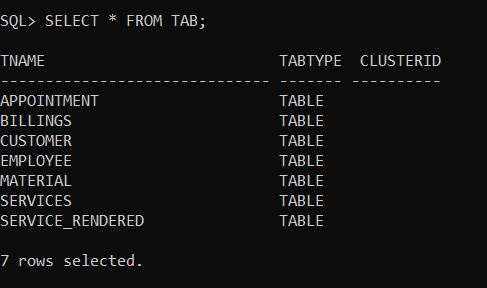 SQL> SELECT * FROM TAB;
TNAME                          TABTYPE  CLUSTERID
------------------------------ ------- ----------
APPOINTMENT                    TABLE
BILLINGS                       TABLE
CUSTOMER                       TABLE
EMPLOYEE                       TABLE
MATERIAL                       TABLE
SERVICES                       TABLE
SERVICE_RENDERED               TABLE
7 rows selected.